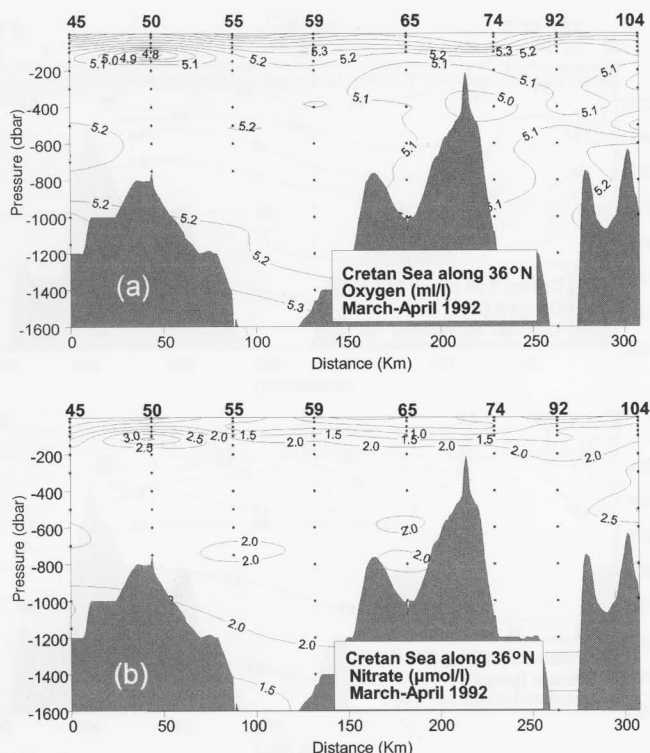 45 50 55 59 65 74 92 104
5.0 4.9 4.8 5.3 5.3
5.1 5.1 5.2 5.2 5.2 5.2
5.1
-200
5.1 5.0
-400
5.2 5.2 5.1 5.1
-600
5.1
-800
5.2 5.1 5.2
-1000
5.2 5.2
-1200
5.2
-1400
5.3
-1600
Pressure (dbar)
(a)
Cretan Sea along 36°N
Oxygen (ml/l)
March-April 1992
0 50 100 150 200 250 300
Distance (Km)
45 50 55 59 65 74 92 104
3.0 2.5 2.0 1.5 1.5 1.0 1.5
2.5 2.0 2.0 2.0 2.0
-200
-400
2.5
2.0
-600
2.0 2.0
-800
-1000
2.0
-1200
2.0
-1400
1.5
-1600
Pressure (dbar)
(b)
Cretan Sea along 36°N
Nitrate (µmol/l)
March-April 1992
0 50 100 150 200 250 300
Distance (Km)